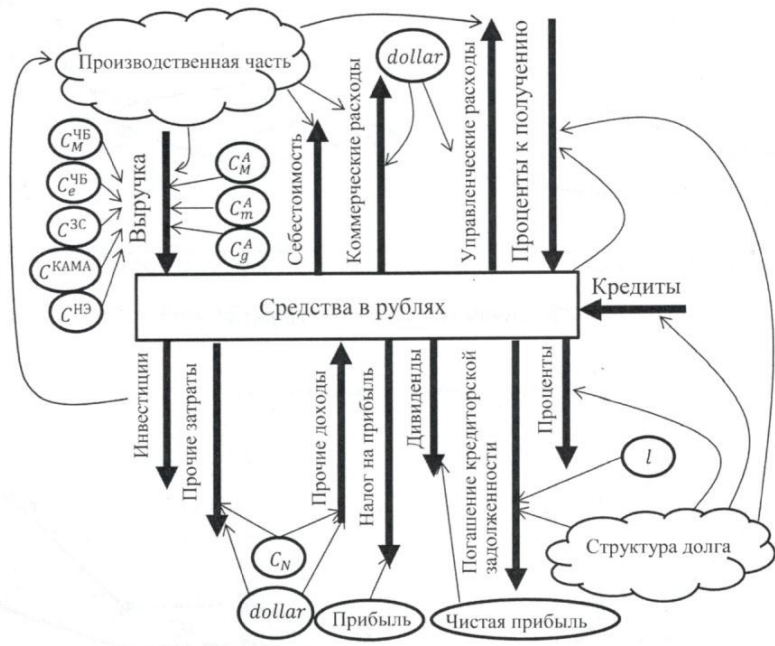 Производственная часть
dollar
C_M^ЧБ
C_e^ЧБ
C^ЗС
C^КАМА
C^НЭ
Выручка
C_M^A
C_m^A
C_g^A
Себестоимость
Коммерческие расходы
Управленческие расходы
Проценты к получению
Средства в рублях
Кредиты
Инвестиции
Прочие затраты
Прочие доходы
Налог на прибыль
Дивиденды
Погашение кредиторской
задолженности
Проценты
l
C_N
dollar
Прибыль
Чистая прибыль
Структура долга